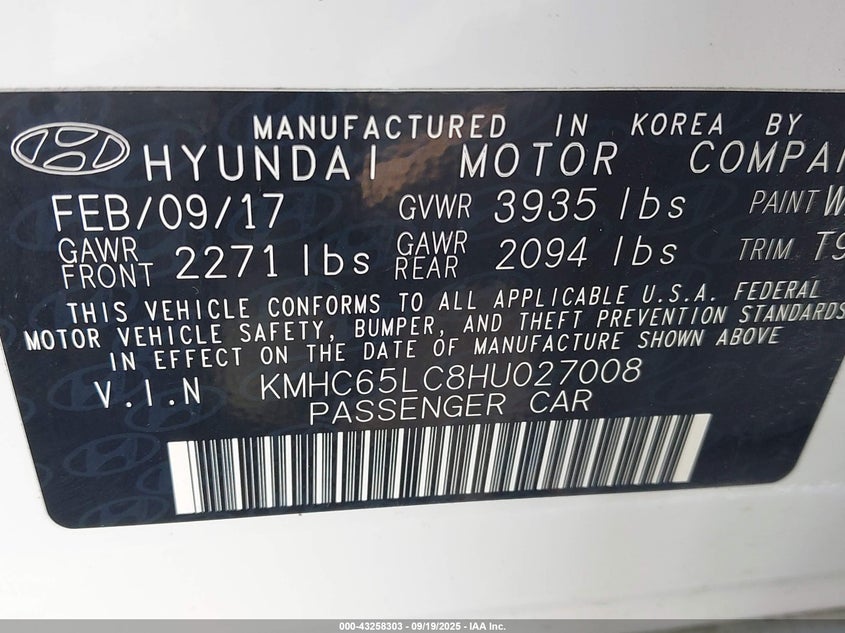 MANUFACTURED IN KOREA BY
HYUNDAI MOTOR
FEB/09/17 GVWR 3935 lbs PAINT
GAWR FRONT 2271 lbs GAWR REAR 2094 lbs TRIM
THIS VEHICLE CONFORMS TO ALL APPLICABLE U.S.A. FEDERAL
MOTOR VEHICLE SAFETY, BUMPER, AND THEFT PREVENTION STANDARDS
IN EFFECT ON THE DATE OF MANUFACTURE SHOWN ABOVE
V.I.N KMHC65LC8HU027008
PASSENGER CAR
000-43258303 - 09/19/2025 - IAA Inc.